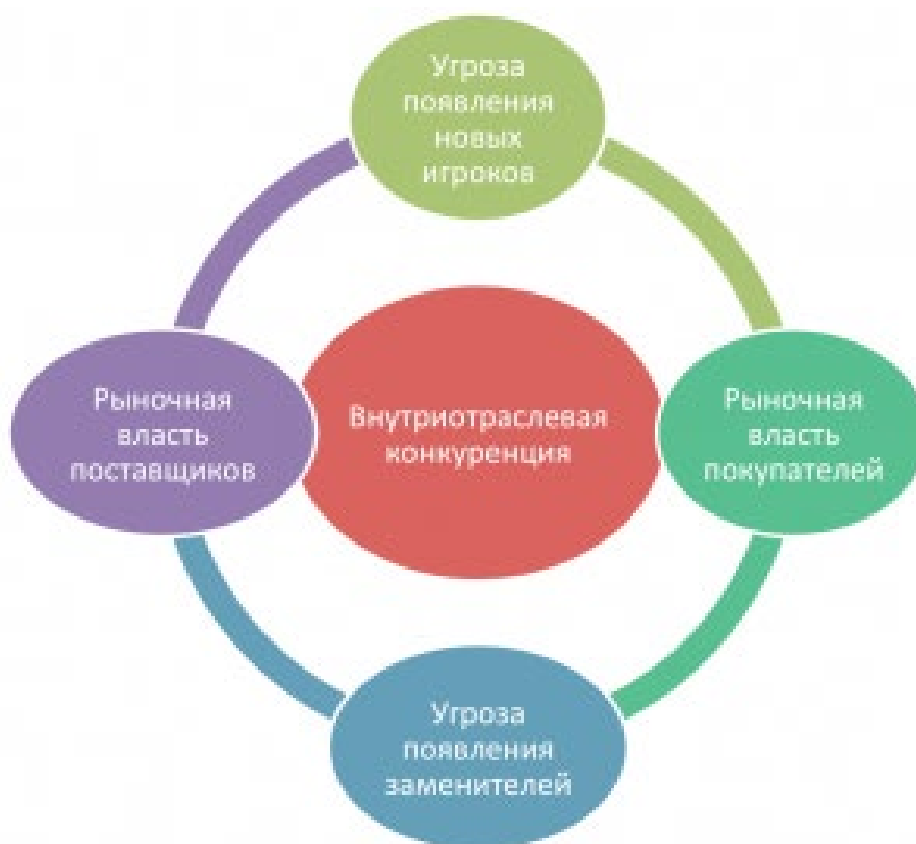 Угроза
появления
новых
игроков
Рыночная
власть
поставщиков
Внутриотраслевая
конкуренция
Рыночная
власть
покупателей
Угроза
появления
заменителей